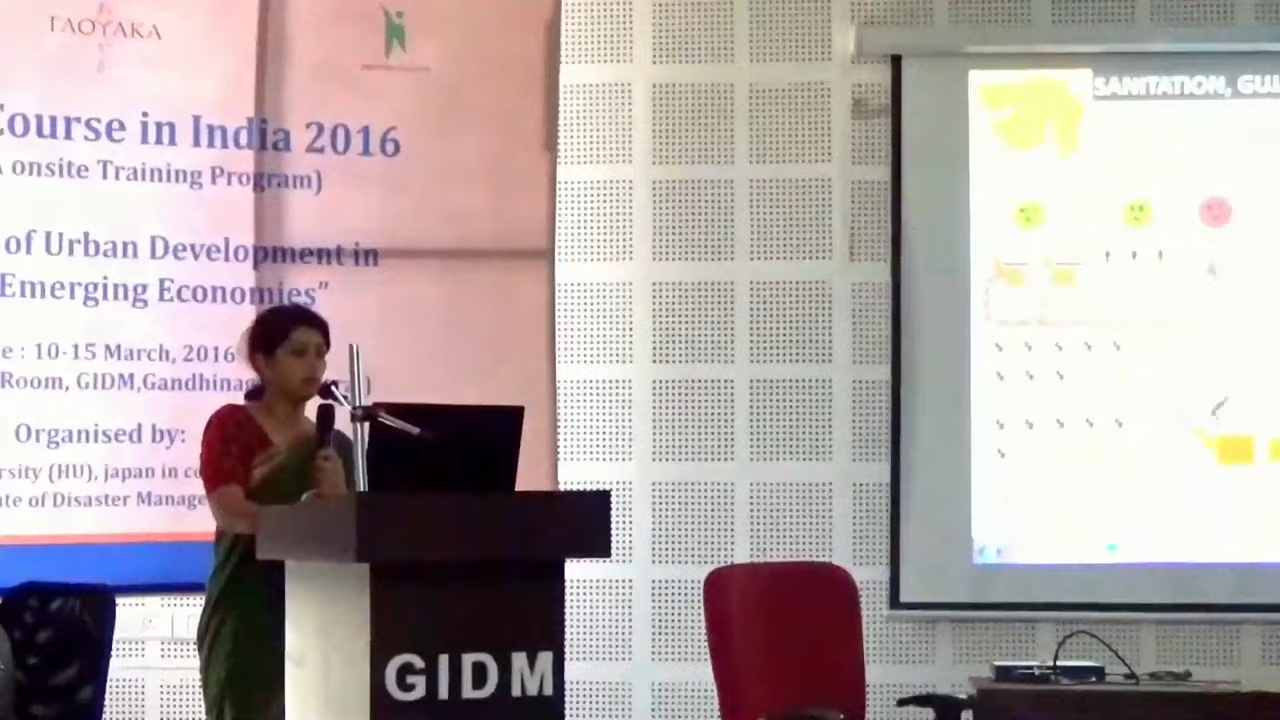 TAOYAKA
Course in India 2016
onsite Training Program)
of Urban Development in
Emerging Economies”
e : 10-15 March, 2016
Room, GIDM,Gandhinag
Organised by:
rsity (HU), japan in co
te of Disaster Manage
GIDM
SANITATION, GUJ